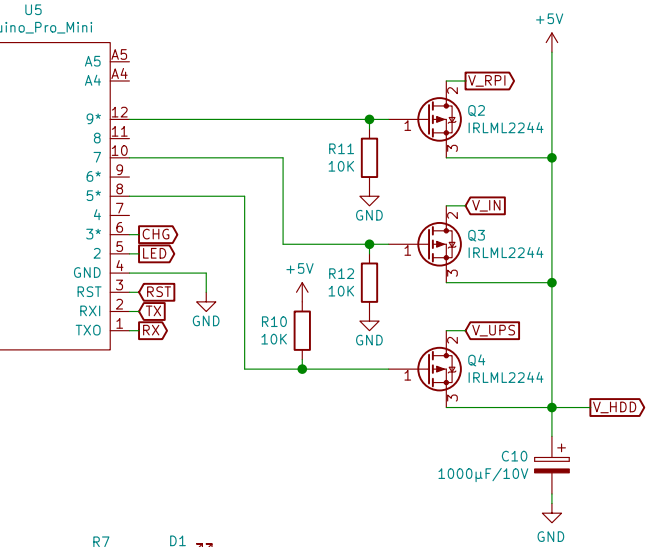 U5
uino_Pro_Mini
A5 A5
A4 A4
9* 12
8 11
7 10
6* 9
5* 8
4 7
3* 6 CHG
2 5 LED
GND 4
RST 3 RST
RXI 2 TX
TXO 1 RX
GND
+5V
R10
10K
R11
10K
GND
R12
10K
GND
+5V
V_RPI
2
1
3
Q2
IRLML2244
V_IN
2
1
3
Q3
IRLML2244
V_UPS
2
1
3
Q4
IRLML2244
V_HDD
+
C10
1000µF/10V
GND
R7
D1